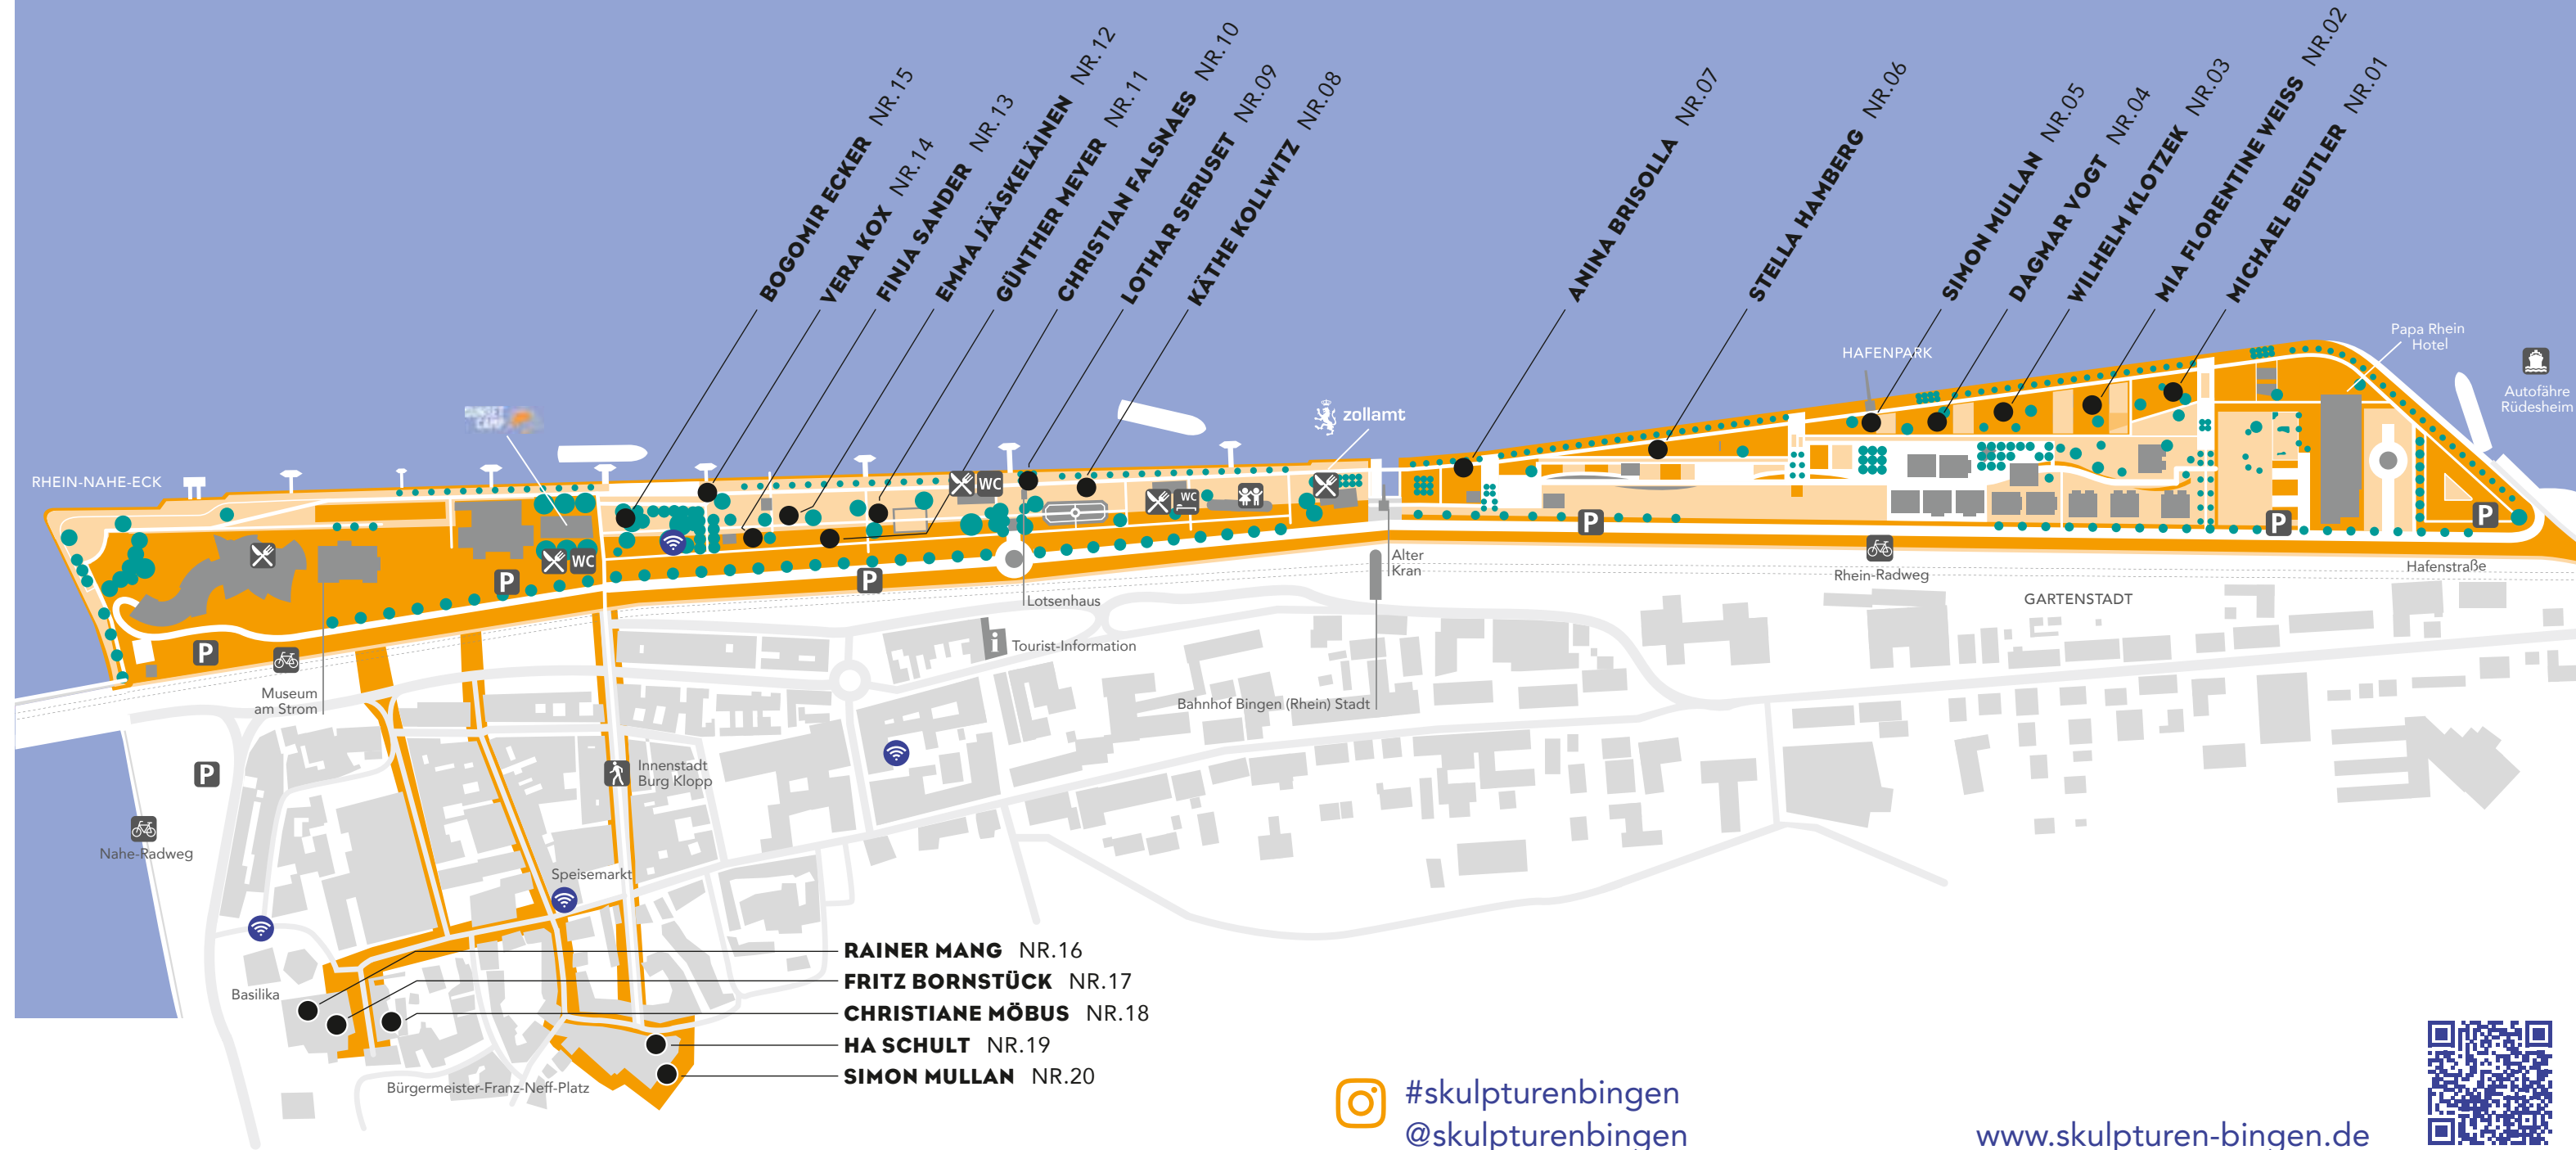 BOGOMIR ECKER NR.15
VERA KOX NR.14
FINJA SANDER NR.13
EMMA JÄÄSKELÄINEN NR.12
GÜNTHER MEYER NR.11
CHRISTIAN FALSNAES NR.10
LOTHAR SERUSET NR.09
KÄTHE KOLLWITZ NR.08
ANINA BRISOLLA NR.07
STELLA HAMBERG NR.06
SIMON MULLAN NR.05
DAGMAR VOGT NR.04
WILHELM KLOTZEK NR.03
MIA FLORENTINE WEISS NR.02
MICHAEL BEUTLER NR.01
Papa Rhein
Hotel
HAFENPARK
Autofähre
Rüdesheim
SUNSET
CAMP
zollamt
RHEIN-NAHE-ECK
WC
WC
WC
P
P
P
P
P
P
P
Alter
Kran
Rhein-Radweg
Hafenstraße
Lotsenhaus
GARTENSTADT
i
Tourist-Information
Museum
am Strom
Bahnhof Bingen (Rhein) Stadt
Innenstadt
Burg Klopp
Nahe-Radweg
Speisemarkt
Basilika
RAINER MANG NR.16
FRITZ BORNSTÜCK NR.17
CHRISTIANE MÖBUS NR.18
HA SCHULT NR.19
SIMON MULLAN NR.20
Bürgermeister-Franz-Neff-Platz
#skulpturenbingen
@skulpturenbingen
www.skulpturen-bingen.de